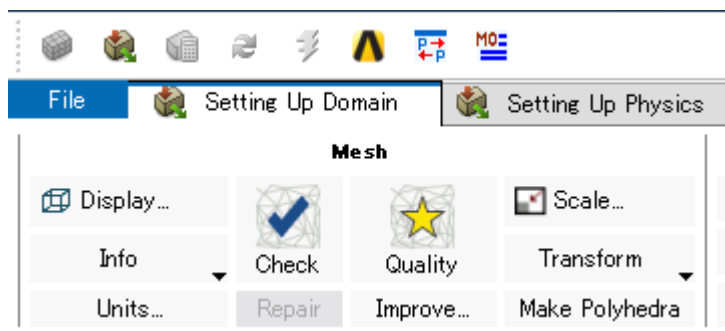 P P MO
File Setting Up Domain Setting Up Physics
Mesh
Display… Scale…
Info Check Quality Transform
Units… Repair Improve… Make Polyhedra